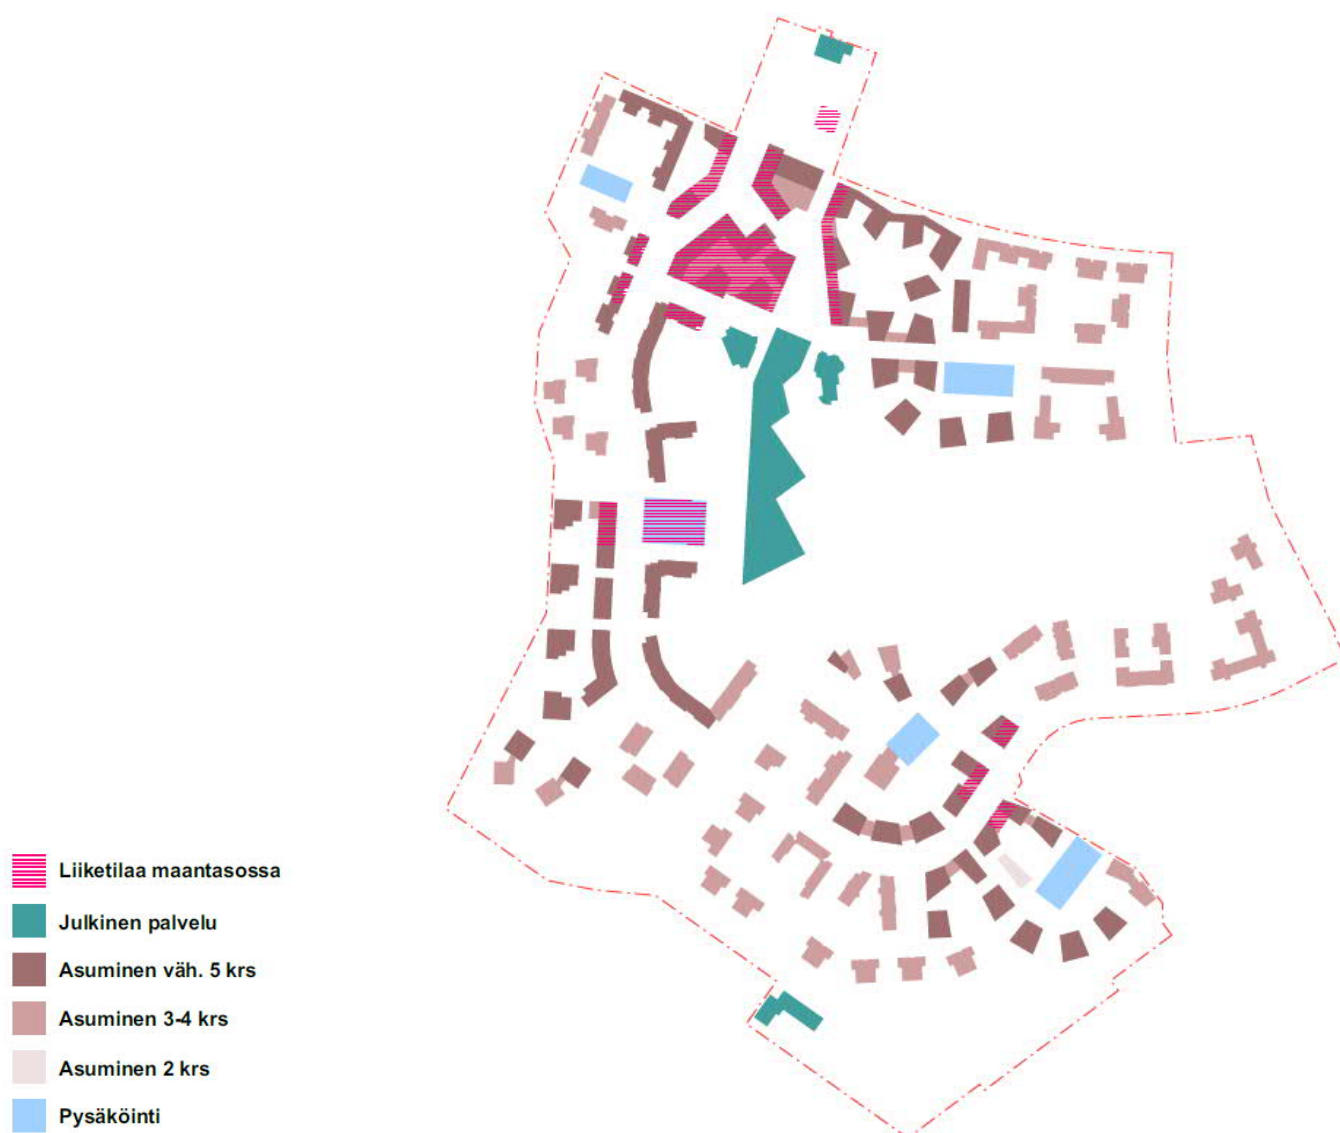 Liiketilaa maantasossa
Julkinen palvelu
Asuminen väh. 5 krs
Asuminen 3-4 krs
Asuminen 2 krs
Pysäköinti